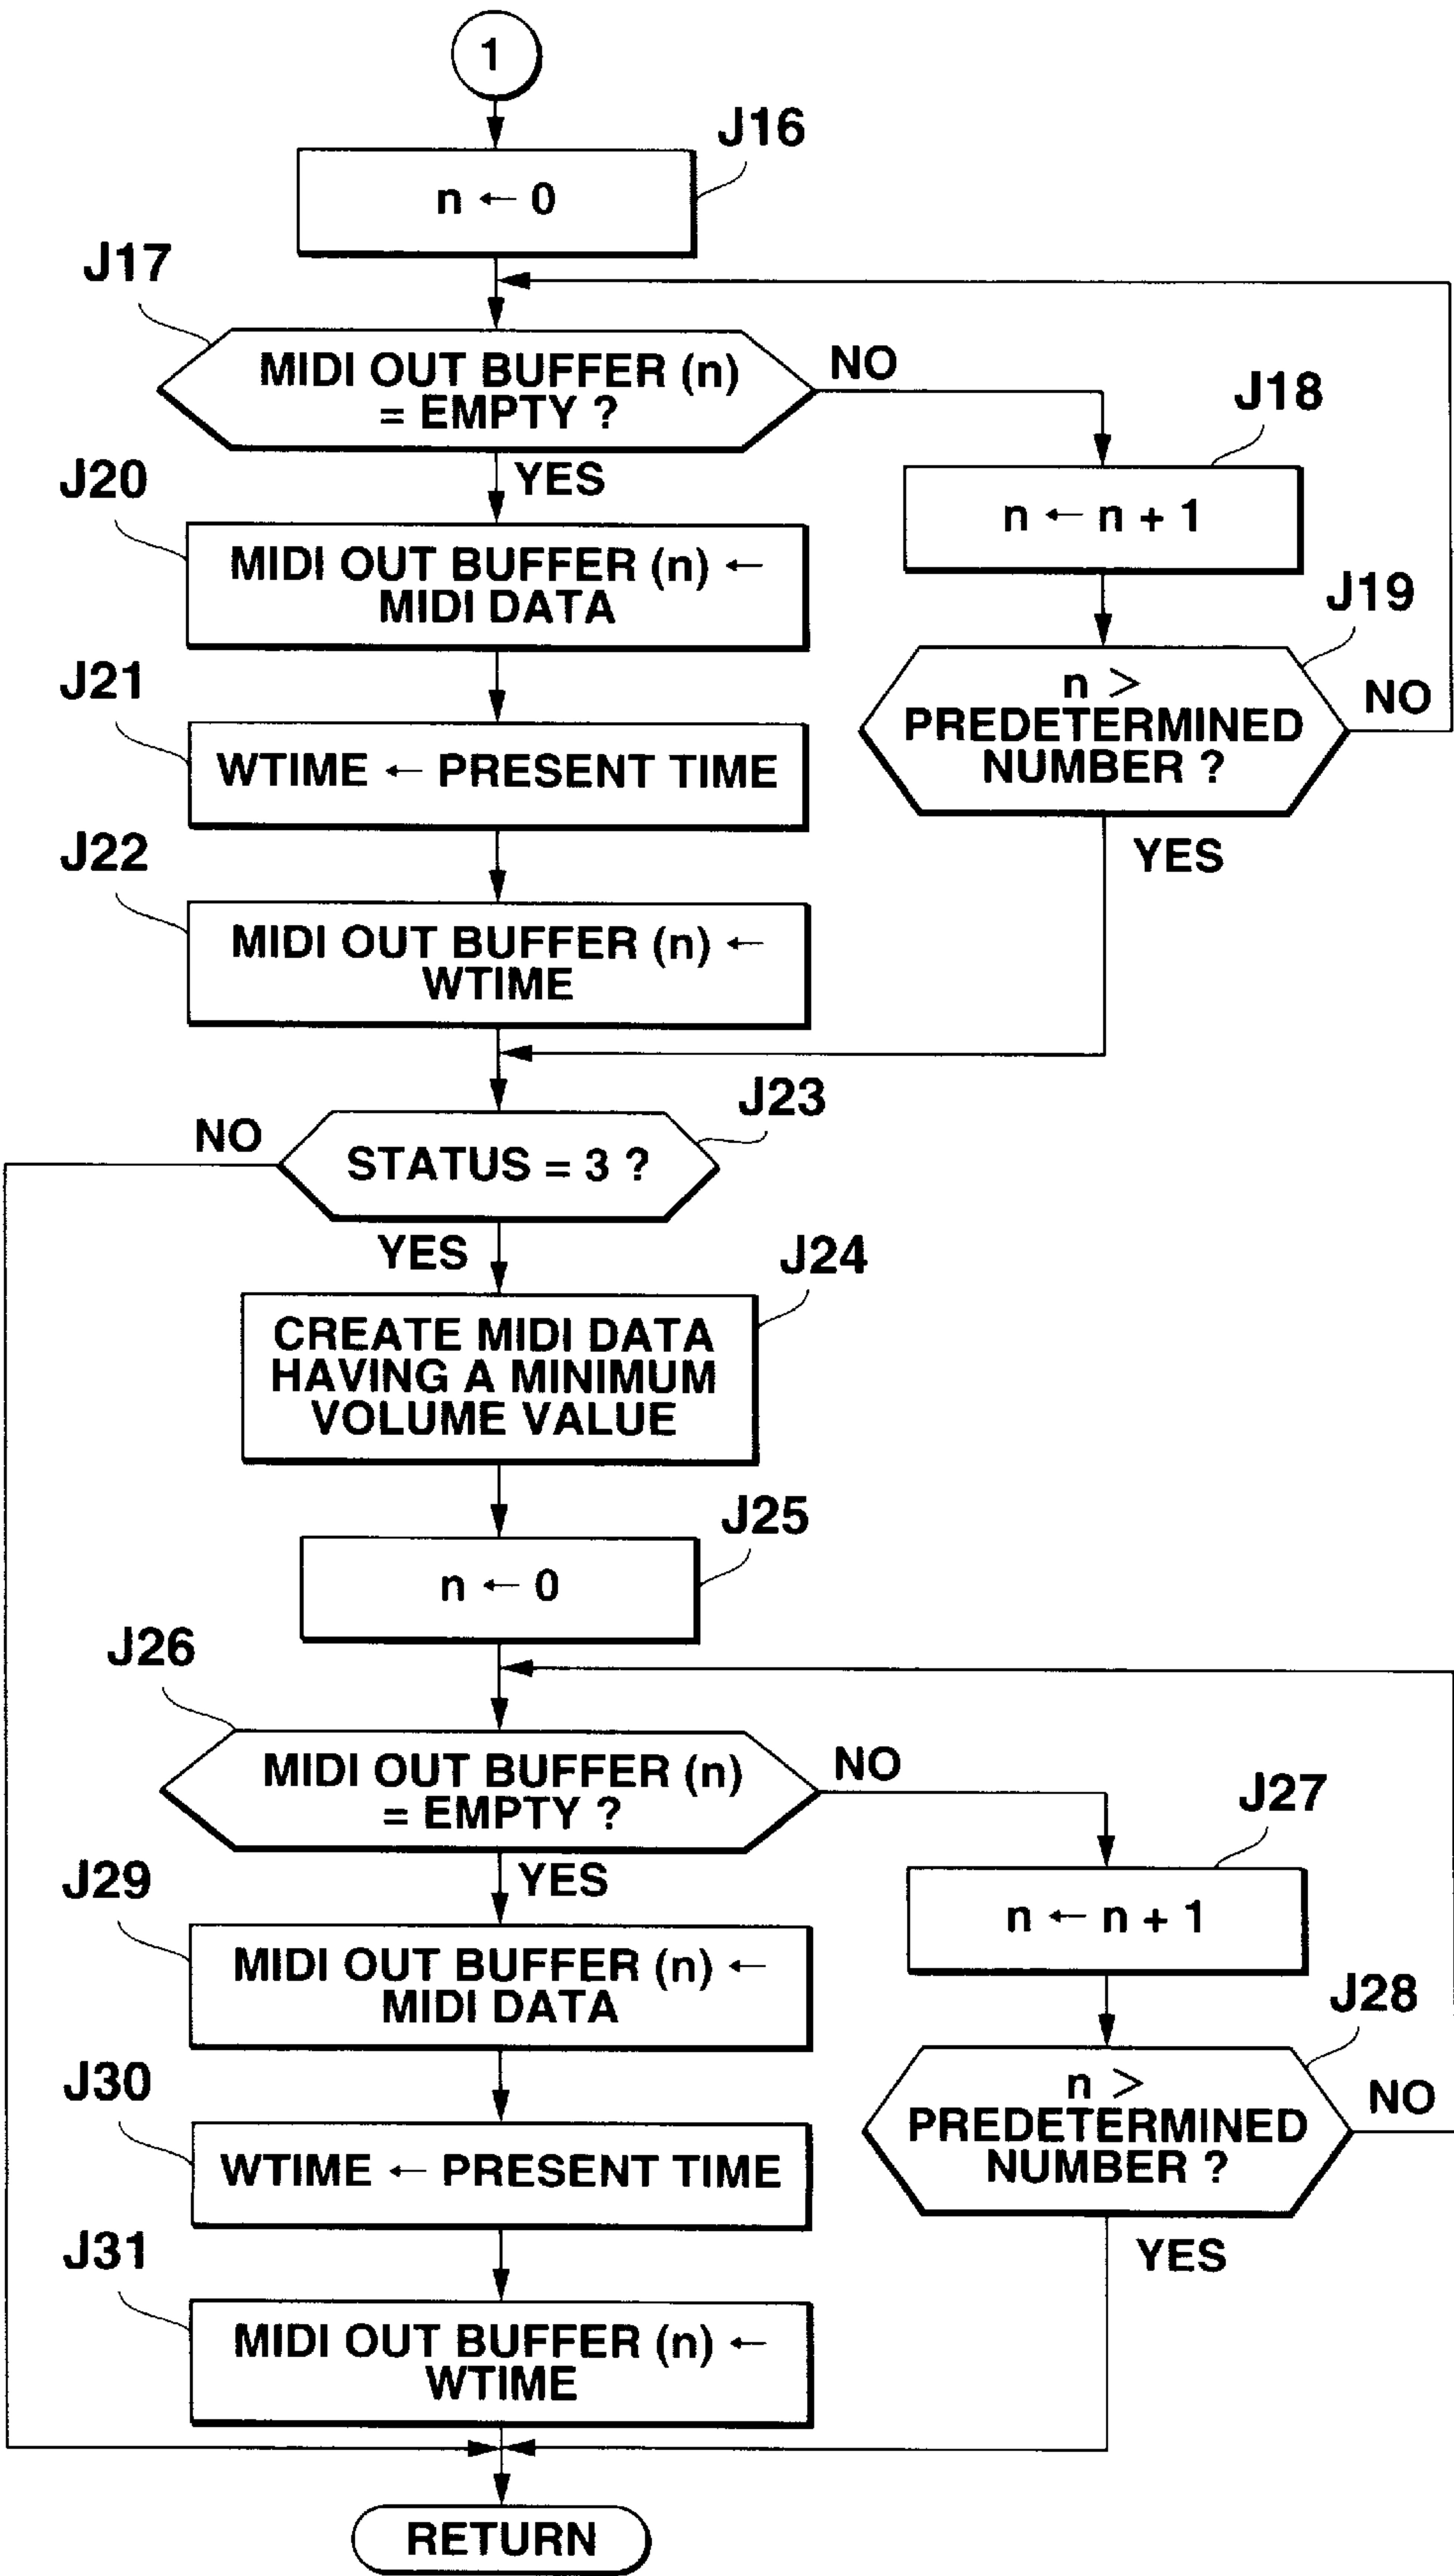 1
J16
n ← 0
J17
MIDI OUT BUFFER (n)
= EMPTY ?
NO
J18
n ← n + 1
YES
J20
MIDI OUT BUFFER (n) ←
MIDI DATA
J19
n >
PREDETERMINED
NUMBER ?
NO
YES
J21
WTIME ← PRESENT TIME
J22
MIDI OUT BUFFER (n) ←
WTIME
J23
NO
STATUS = 3 ?
YES
J24
CREATE MIDI DATA
HAVING A MINIMUM
VOLUME VALUE
J25
n ← 0
J26
MIDI OUT BUFFER (n)
= EMPTY ?
NO
J27
n ← n + 1
YES
J29
MIDI OUT BUFFER (n) ←
MIDI DATA
J28
n >
PREDETERMINED
NUMBER ?
NO
YES
J30
WTIME ← PRESENT TIME
J31
MIDI OUT BUFFER (n) ←
WTIME
RETURN